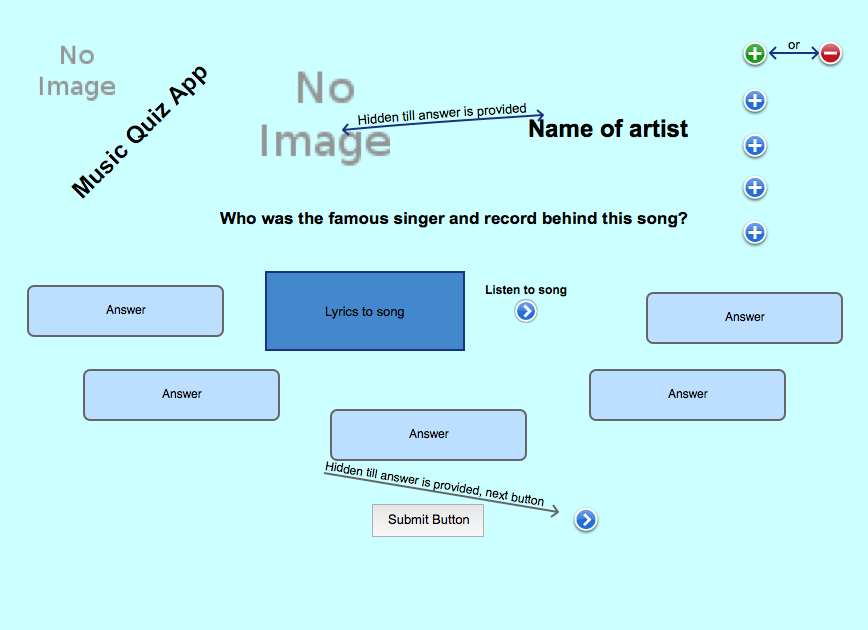 No
Image
Music Quiz App
No
Image
Hidden till answer is provided
Name of artist
or
Who was the famous singer and record behind this song?
Answer
Lyrics to song
Listen to song
Answer
Answer
Answer
Answer
Hidden till answer is provided, next button
Submit Button